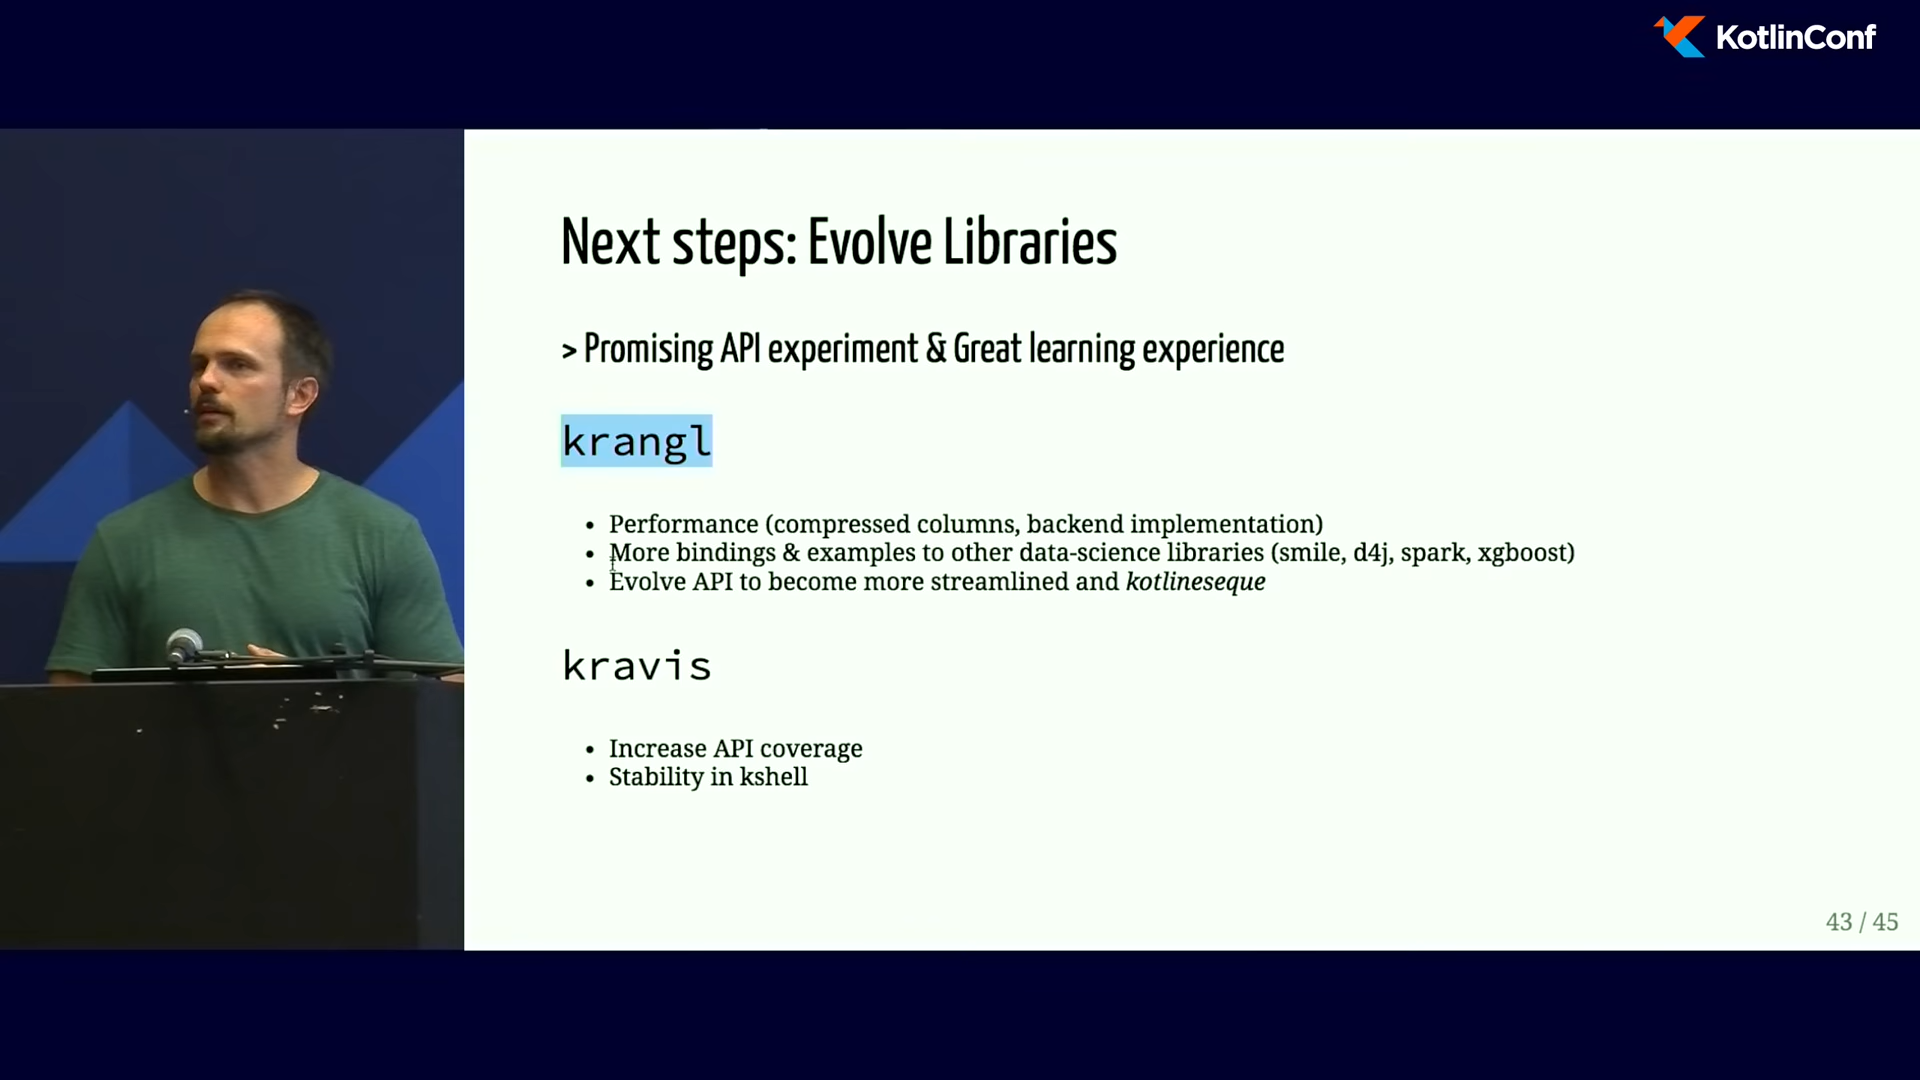 KotlinConf
Next steps: Evolve Libraries
> Promising API experiment & Great learning experience
krangl
• Performance (compressed columns, backend implementation)
• More bindings & examples to other data-science libraries (smile, d4j, spark, xgboost)
• Evolve API to become more streamlined and kotlineseque
kravis
• Increase API coverage
• Stability in kshell
43 / 45